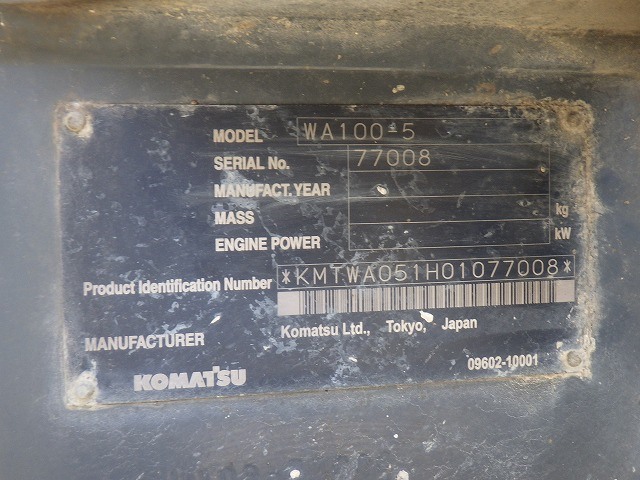 MODEL WA100-5
SERIAL No. 77008
MANUFACT. YEAR
MASS kg
ENGINE POWER kW
Product Identification Number *KMTWA051H01077008*
MANUFACTURER Komatsu Ltd., Tokyo, Japan
KOMATSU 09602-10001